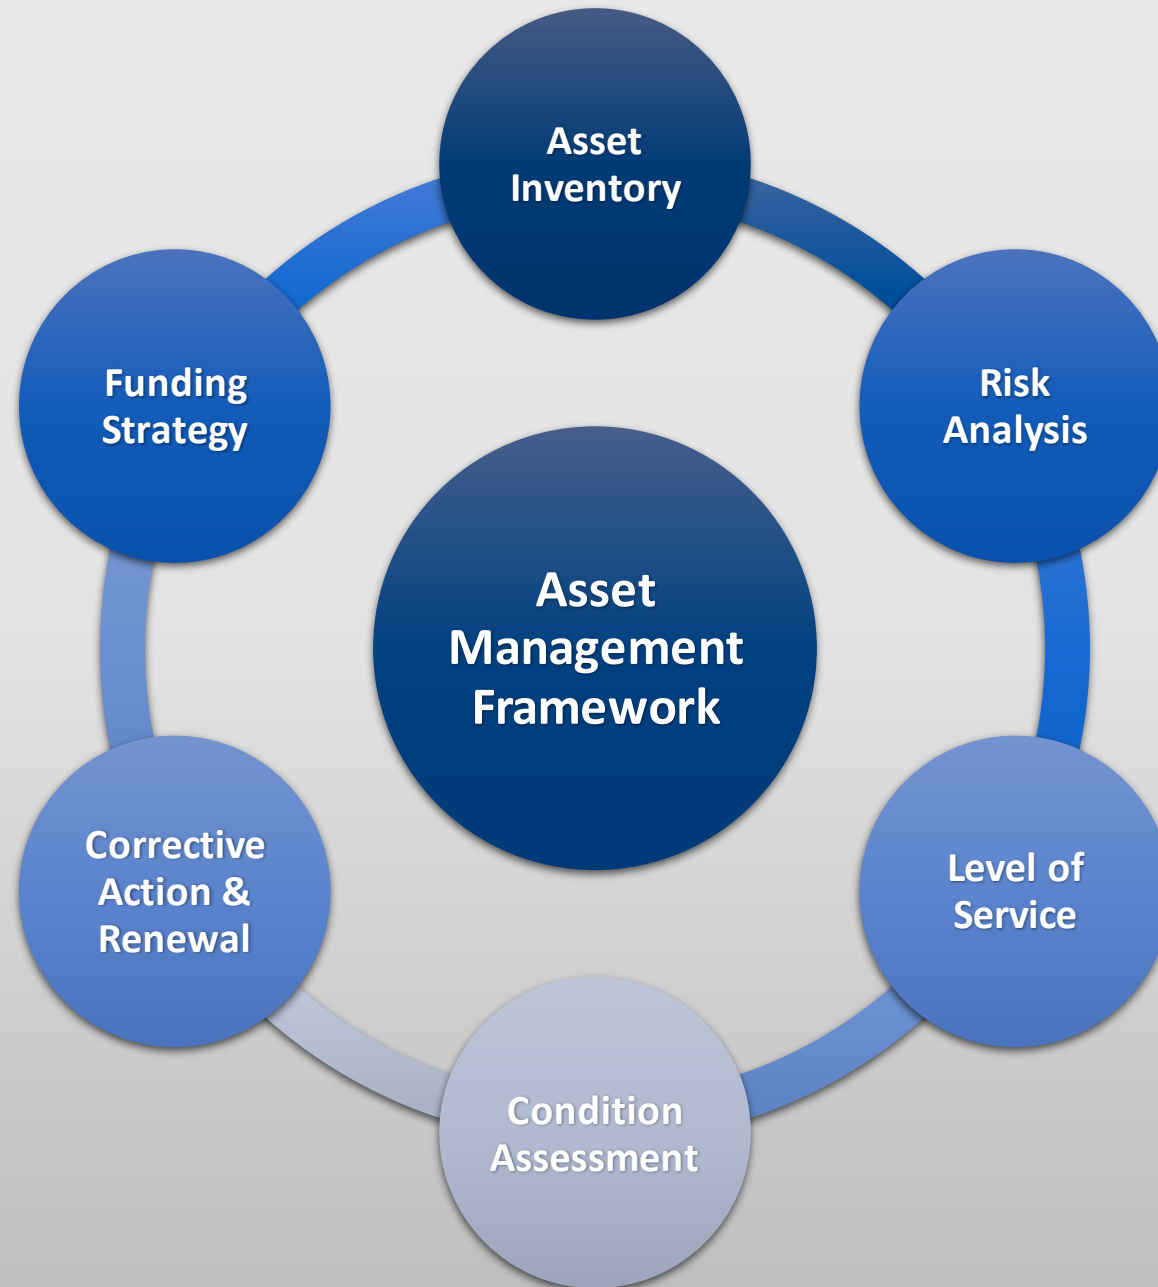 Asset
Inventory
Funding
Strategy
Risk
Analysis
Asset
Management
Framework
Corrective
Action &
Renewal
Level of
Service
Condition
Assessment